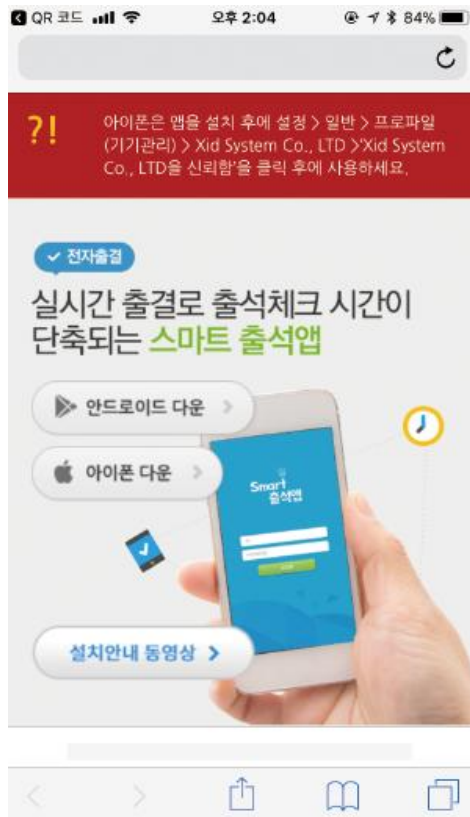 QR 코드
오후 2:04
84%
?!
아이폰은 앱을 설치 후에 설정 > 일반 > 프로파일
(기기관리) > Xid System Co., LTD >'Xid System
Co., LTD을 신뢰함'을 클릭 후에 사용하세요.
전자출결
실시간 출결로 출석체크 시간이
단축되는 스마트 출석앱
안드로이드 다운 >
아이폰 다운 >
Smart
출석앱
설치안내 동영상 >